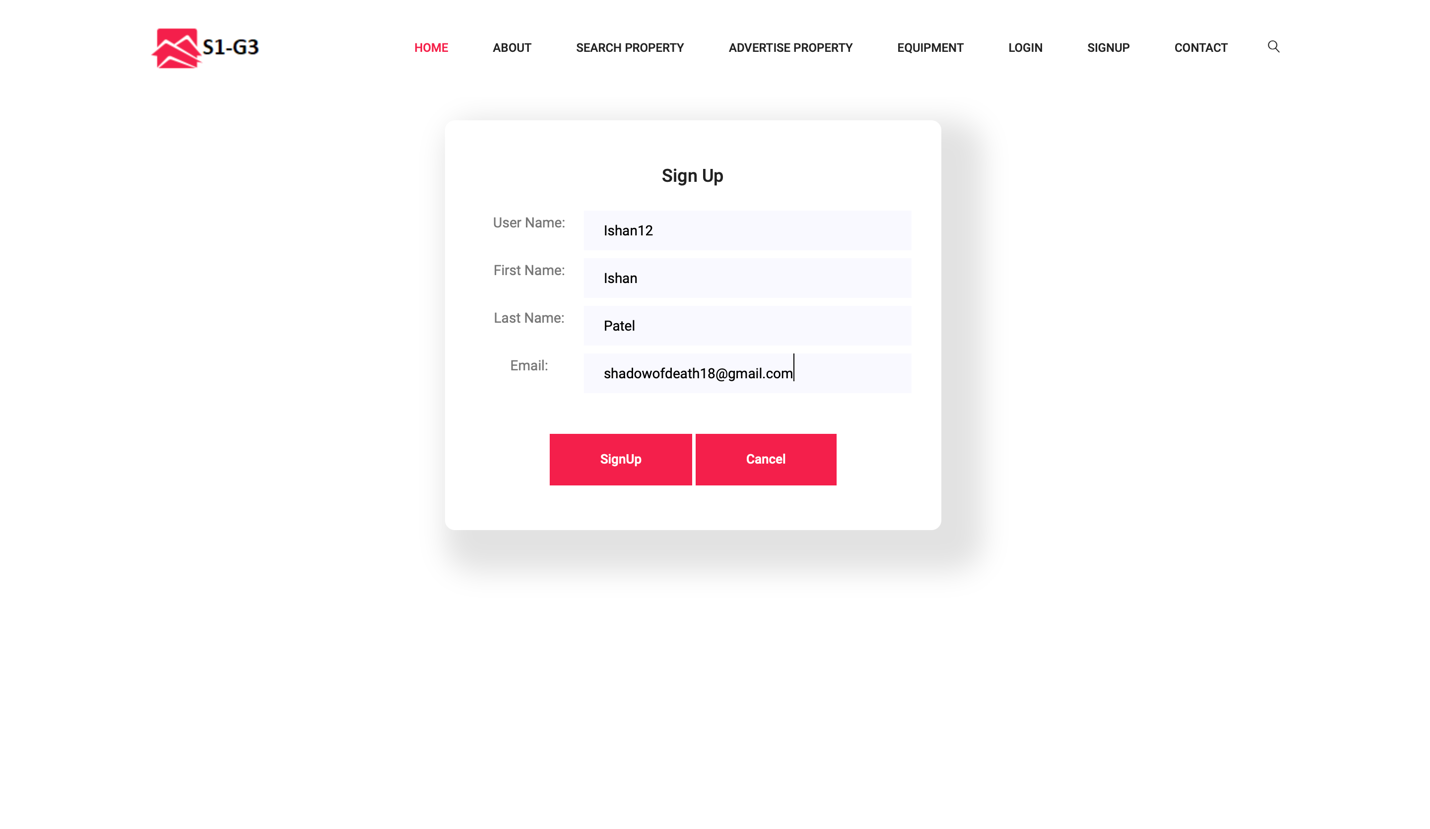 S1-G3 HOME ABOUT SEARCH PROPERTY ADVERTISE PROPERTY EQUIPMENT LOGIN SIGNUP CONTACT
Sign Up
User Name: Ishan12
First Name: Ishan
Last Name: Patel
Email: shadowofdeath18@gmail.com
SignUp Cancel